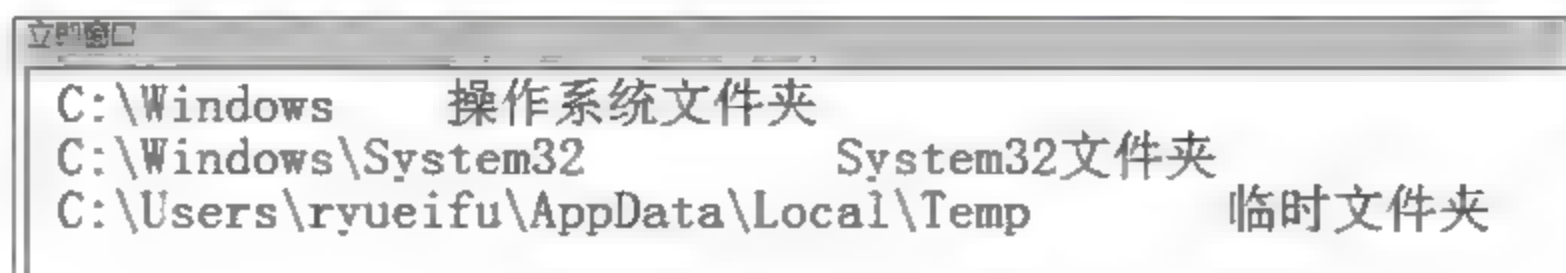 立即窗口
C:\Windows 操作系统文件夹
C:\Windows\System32 System32文件夹
C:\Users\ryueifu\AppData\Local\Temp 临时文件夹